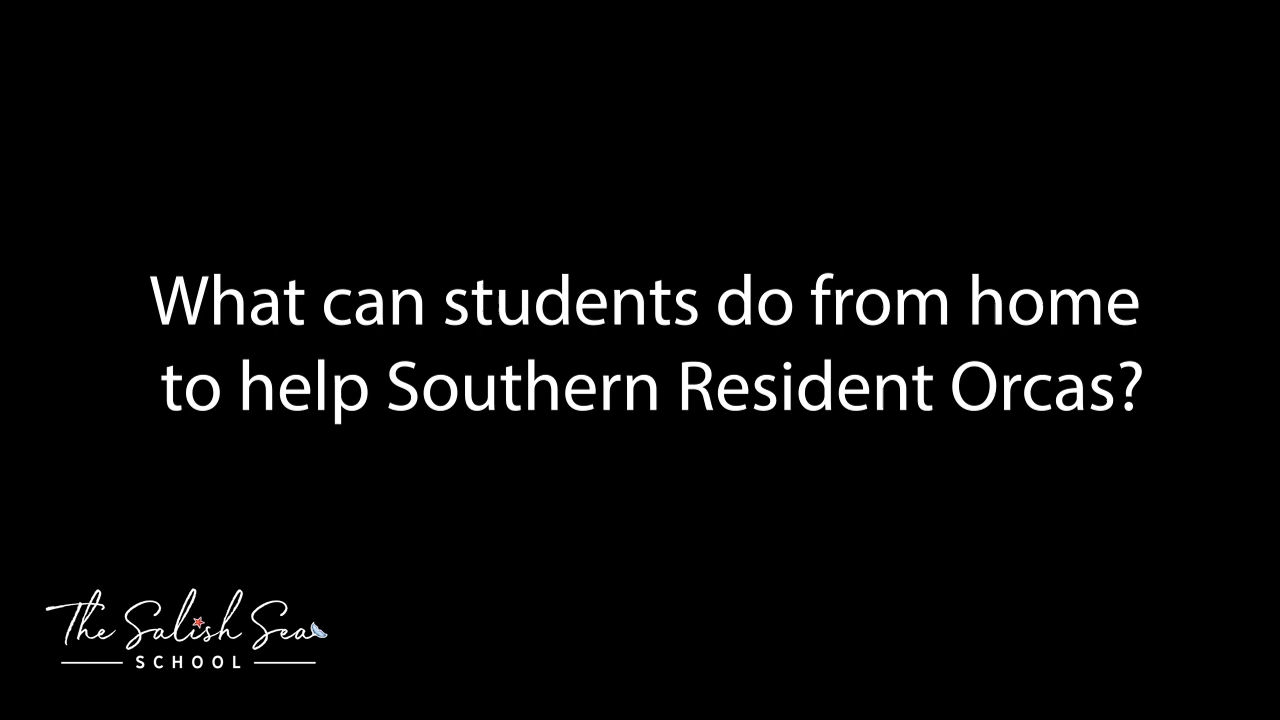 What can students do from home
to help Southern Resident Orcas?
The Salish Sea
SCHOOL